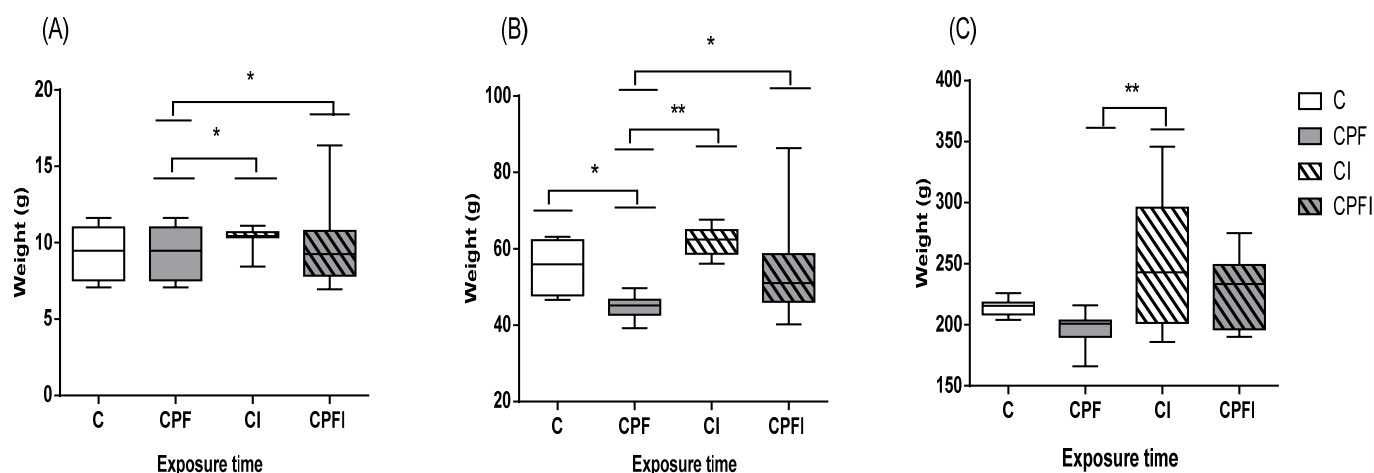 (A)
Weight (g)
20
15
10
5
0
*
*
C CPF CI CPFI
Exposure time
(B)
Weight (g)
100
80
60
40
20
*
**
*
C CPF CI CPFI
Exposure time
(C)
Weight (g)
400
350
300
250
200
150
**
C CPF CI CPFI
Exposure time
C
CPF
CI
CPFI